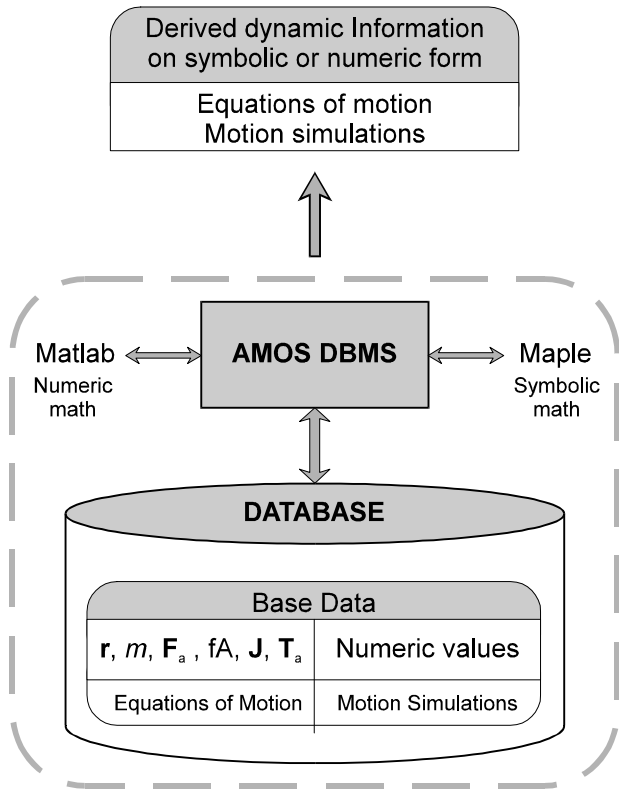 Derived dynamic Information
on symbolic or numeric form
Equations of motion
Motion simulations
AMOS DBMS
Matlab
Numeric
math
Maple
Symbolic
math
DATABASE
Base Data
r, m, Fₐ , fA, J, Tₐ
Numeric values
Equations of Motion
Motion Simulations